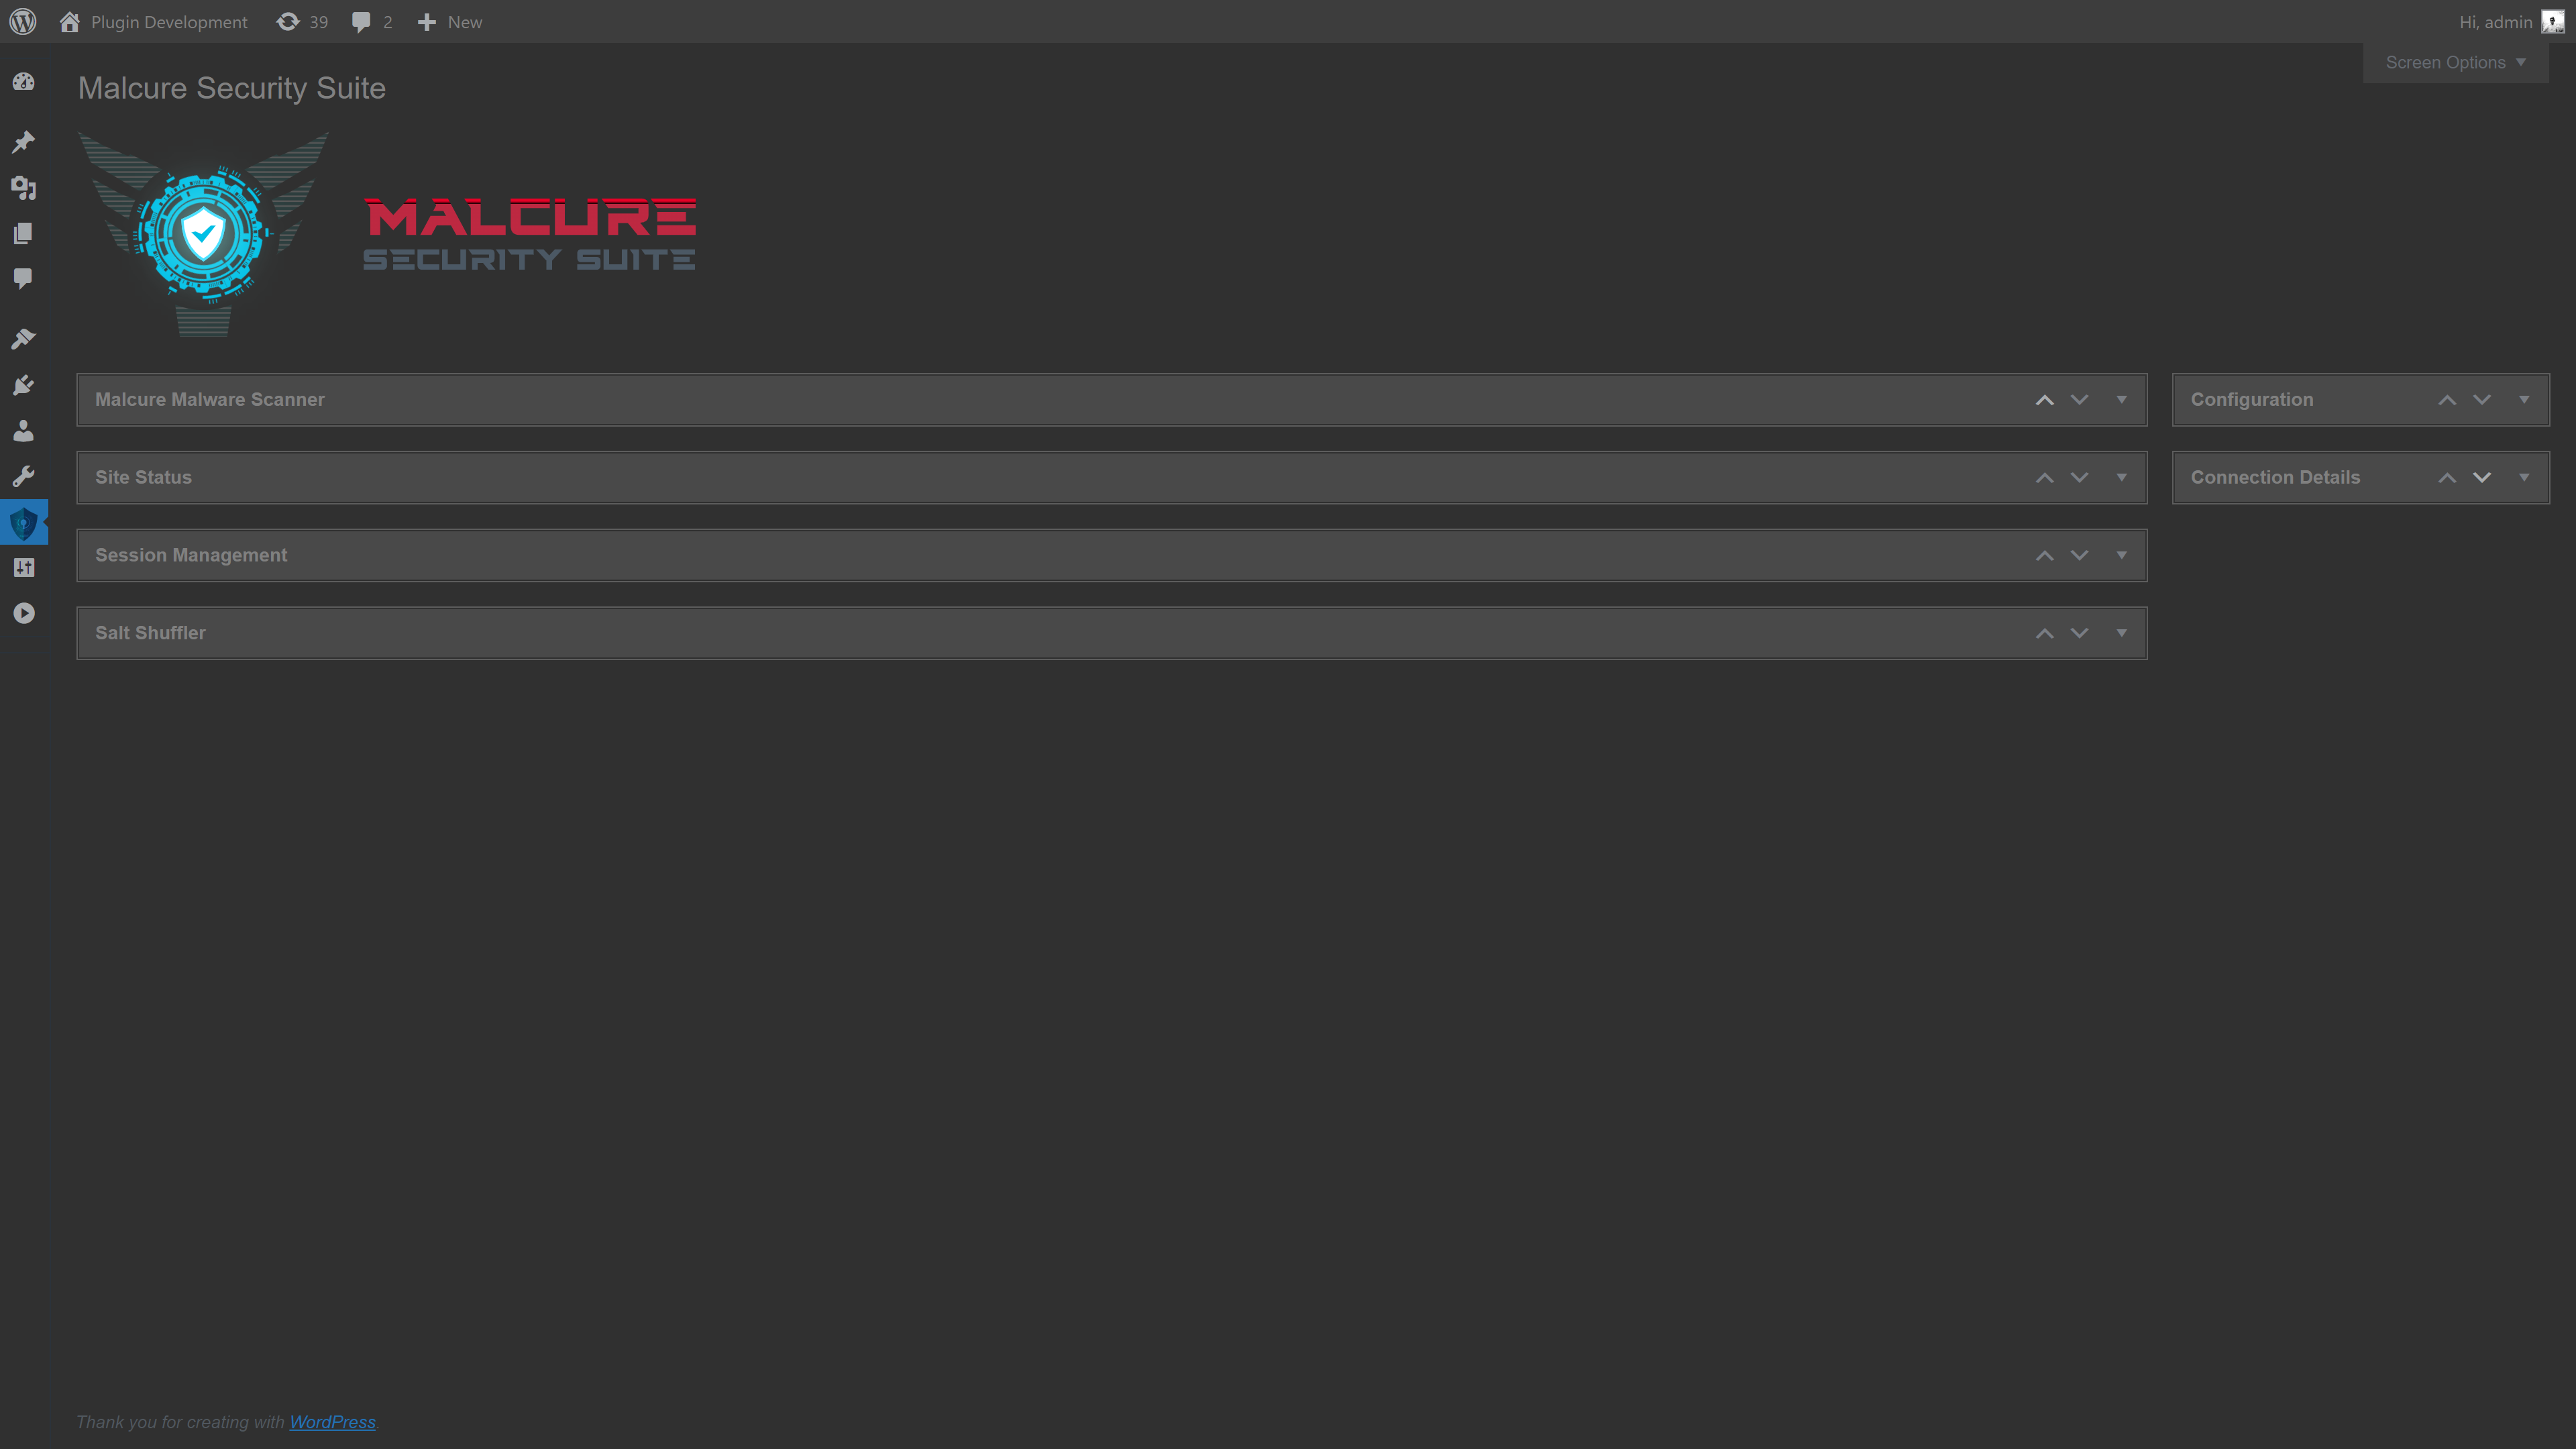 Plugin Development 39 2 New Hi, admin
Screen Options
Malcure Security Suite
MALCURE
SECURITY SUITE
Malcure Malware Scanner
Configuration
Site Status
Connection Details
Session Management
Salt Shuffler
Thank you for creating with WordPress.